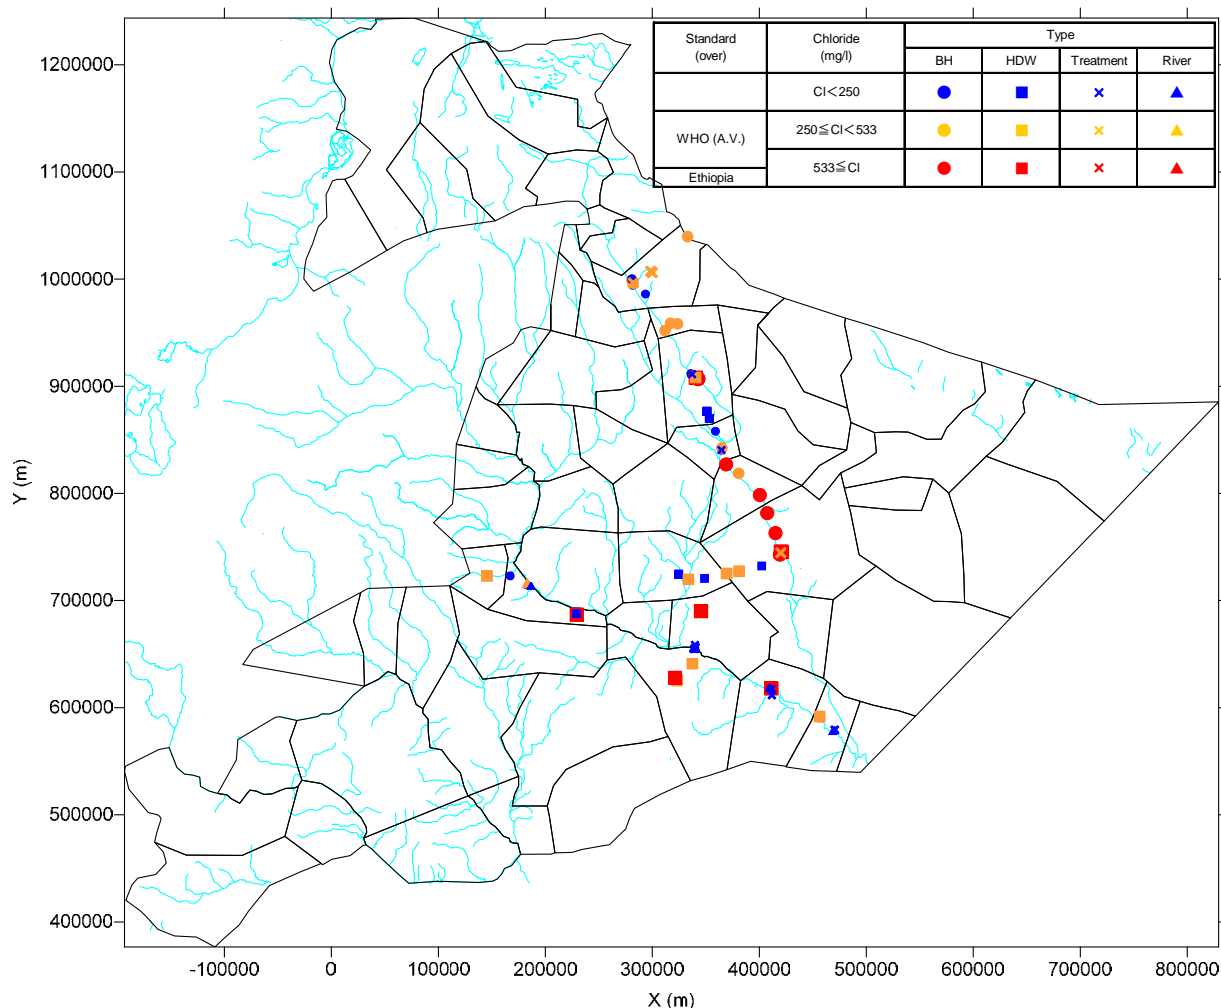 Standard
(over)
Chloride
(mg/l)
Type
BH
HDW
Treatment
River
Cl<250
WHO (A.V.)
250≦Cl<533
533≦Cl
Ethiopia
1200000
1100000
1000000
900000
800000
700000
600000
500000
400000
Y (m)
-100000
0
100000
200000
300000
400000
500000
600000
700000
800000
X (m)